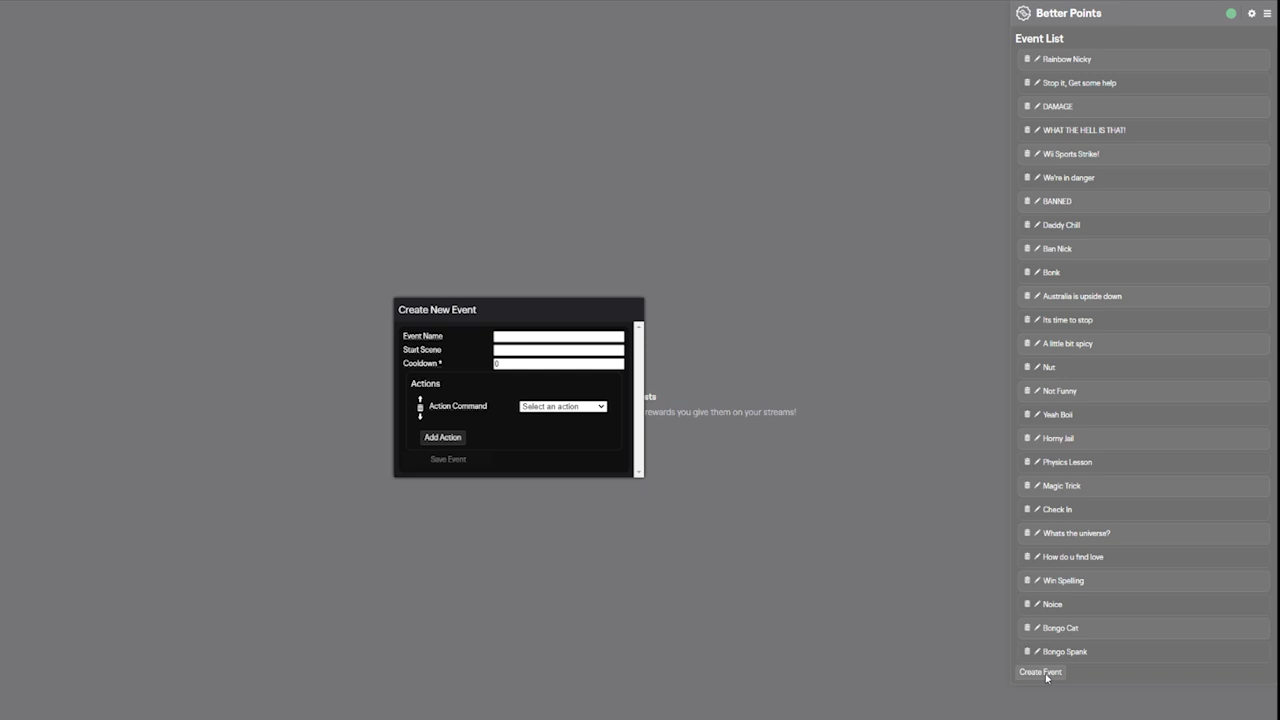 Better Points
Event List
Rainbow Nicky
Stop it, Get some help
DAMAGE
WHAT THE HELL IS THAT!
Wii Sports Strike!
We're in danger
BANNED
Daddy Chill
Ban Nick
Bonk
Australia is upside down
Its time to stop
A little bit spicy
Nut
Not Funny
Yeah Boii
Horny Jail
Physics Lesson
Magic Trick
Check In
Whats the universe?
How do u find love
Win Spelling
Noice
Bongo Cat
Bongo Spank
Create Event
Create New Event
Event Name
Start Scene
Cooldown * 0
Actions
Action Command Select an action
Add Action
Save Event
sts
rewards you give them on your streams!